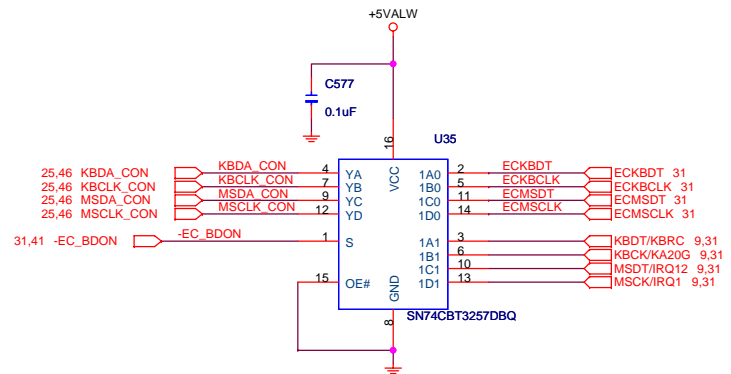 +5VALW
C577
0.1uF
U35
16
VCC
25,46 KBDA_CON KBDA_CON 4 YA 1A0 2 ECKBDT ECKBDT 31
25,46 KBCLK_CON KBCLK_CON 7 YB 1B0 5 ECKBCLK ECKBCLK 31
25,46 MSDA_CON MSDA_CON 9 YC 1C0 11 ECMSDT ECMSDT 31
25,46 MSCLK_CON MSCLK_CON 12 YD 1D0 14 ECMSCLK ECMSCLK 31
31,41 -EC_BDON -EC_BDON 1 S 1A1 3 KBDT/KBRC 9,31
1B1 6 KBCK/KA20G 9,31
1C1 10 MSDT/IRQ12 9,31
15 OE# 1D1 13 MSCK/IRQ1 9,31
GND
8
SN74CBT3257DBQ